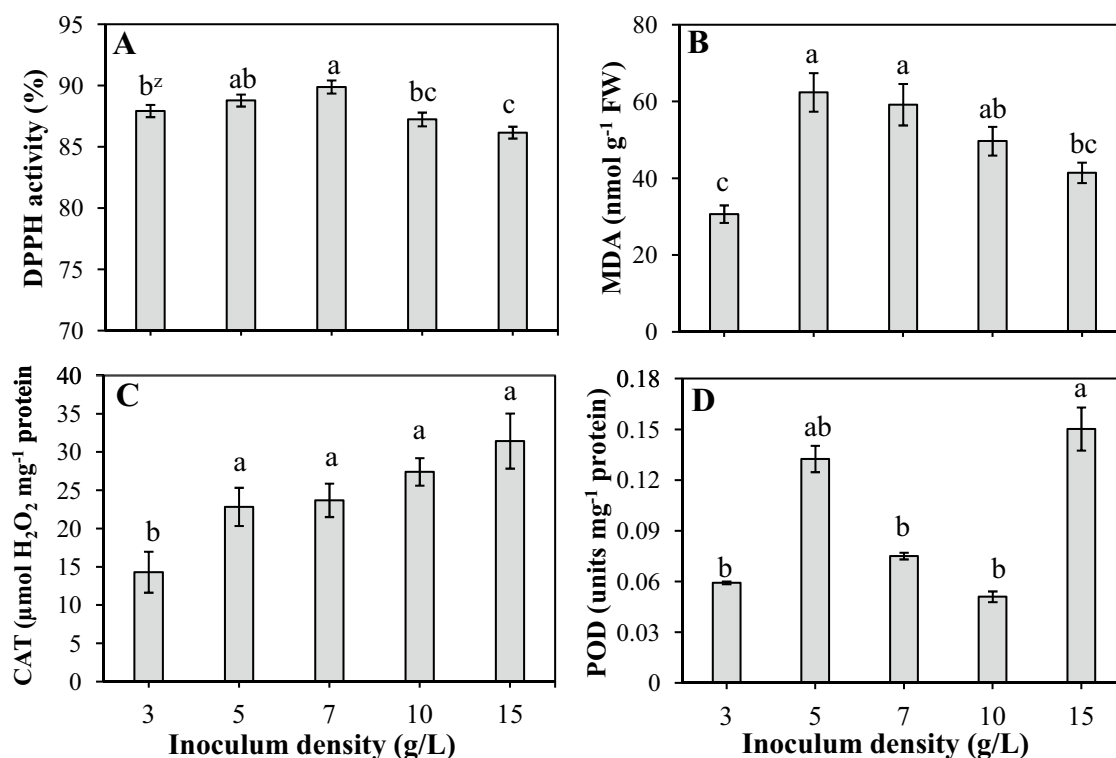 A
DPPH activity (%)
95
90
85
80
75
70
bᶻ
ab
a
bc
c
B
MDA (nmol g⁻¹ FW)
80
60
40
20
0
c
a
a
ab
bc
C
CAT (µmol H₂O₂ mg⁻¹ protein
40
35
30
25
20
15
10
5
0
b
a
a
a
a
3 5 7 10 15
Inoculum density (g/L)
D
POD (units mg⁻¹ protein)
0.18
0.15
0.12
0.09
0.06
0.03
0
b
ab
b
b
a
3 5 7 10 15
Inoculum density (g/L)